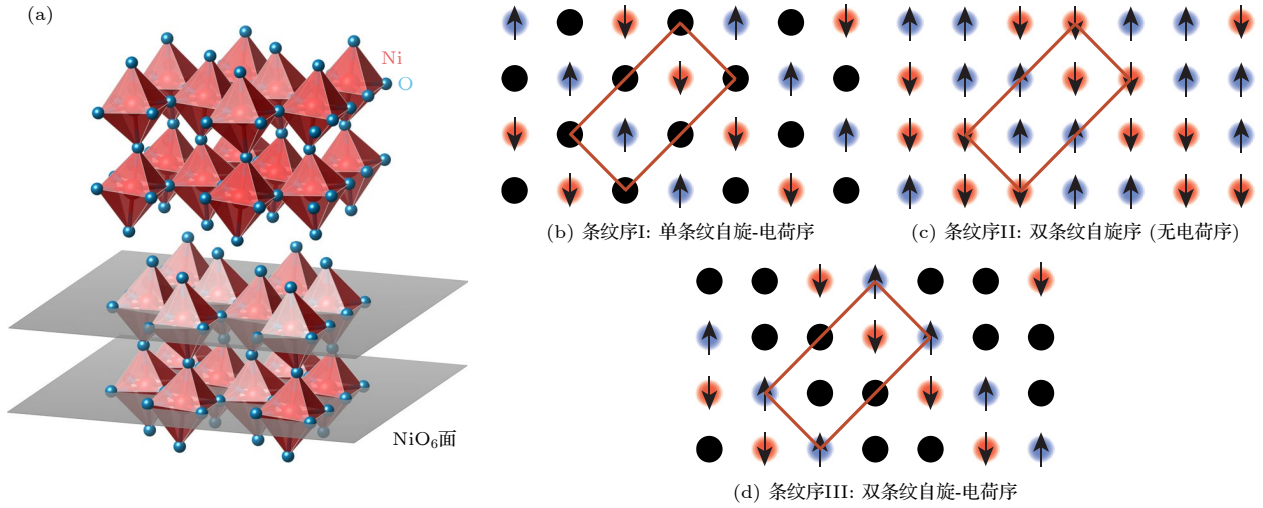 (a)
Ni
O
NiO₆面
(b) 条纹序I: 单条纹自旋-电荷序
(c) 条纹序II: 双条纹自旋序 (无电荷序)
(d) 条纹序III: 双条纹自旋-电荷序